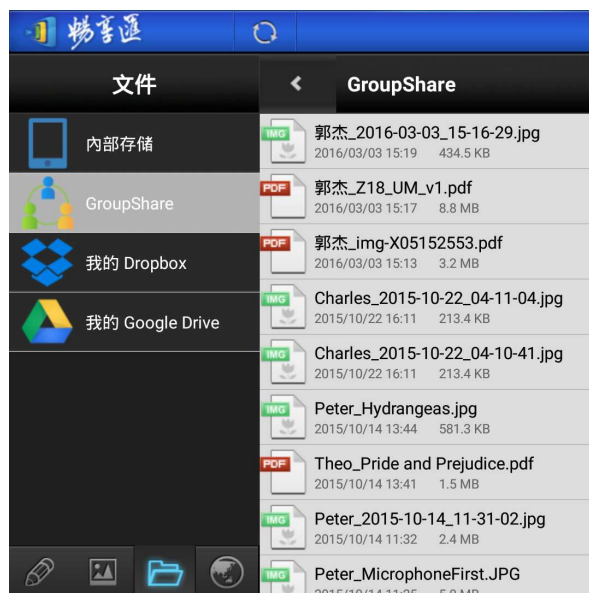 畅享匯
文件
GroupShare
內部存储
GroupShare
我的 Dropbox
我的 Google Drive
IMG
郭杰_2016-03-03_15-16-29.jpg
2016/03/03 15:19 434.5 KB
PDF
郭杰_Z18_UM_v1.pdf
2016/03/03 15:17 8.8 MB
PDF
郭杰_img-X05152553.pdf
2016/03/03 15:13 3.2 MB
IMG
Charles_2015-10-22_04-11-04.jpg
2015/10/22 16:11 213.4 KB
IMG
Charles_2015-10-22_04-10-41.jpg
2015/10/22 16:11 213.4 KB
IMG
Peter_Hydrangeas.jpg
2015/10/14 13:44 581.3 KB
PDF
Theo_Pride and Prejudice.pdf
2015/10/14 13:41 1.5 MB
IMG
Peter_2015-10-14_11-31-02.jpg
2015/10/14 11:32 2.4 MB
IMG
Peter_MicrophoneFirst.JPG
2015/10/14 11:25